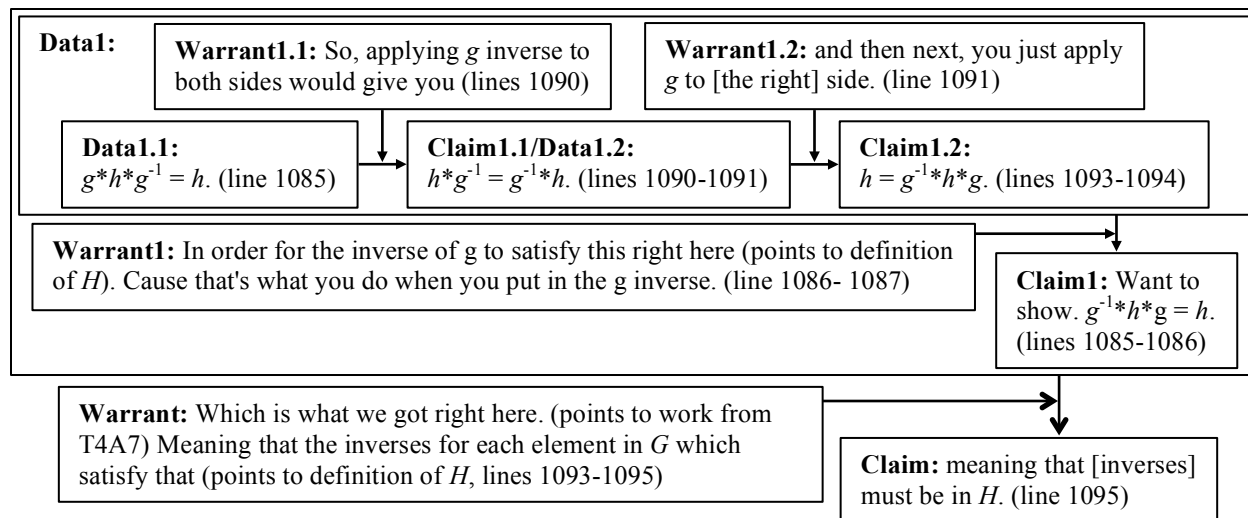 Data1:
Warrant1.1: So, applying g inverse to
both sides would give you (lines 1090)
Warrant1.2: and then next, you just apply
g to [the right] side. (line 1091)
Data1.1:
g*h*g⁻¹ = h. (line 1085)
Claim1.1/Data1.2:
h*g⁻¹ = g⁻¹*h. (lines 1090-1091)
Claim1.2:
h = g⁻¹*h*g. (lines 1093-1094)
Warrant1: In order for the inverse of g to satisfy this right here (points to definition
of H). Cause that's what you do when you put in the g inverse. (line 1086- 1087)
Claim1: Want to
show. g⁻¹*h*g = h.
(lines 1085-1086)
Warrant: Which is what we got right here. (points to work from
T4A7) Meaning that the inverses for each element in G which
satisfy that (points to definition of H, lines 1093-1095)
Claim: meaning that [inverses]
must be in H. (line 1095)